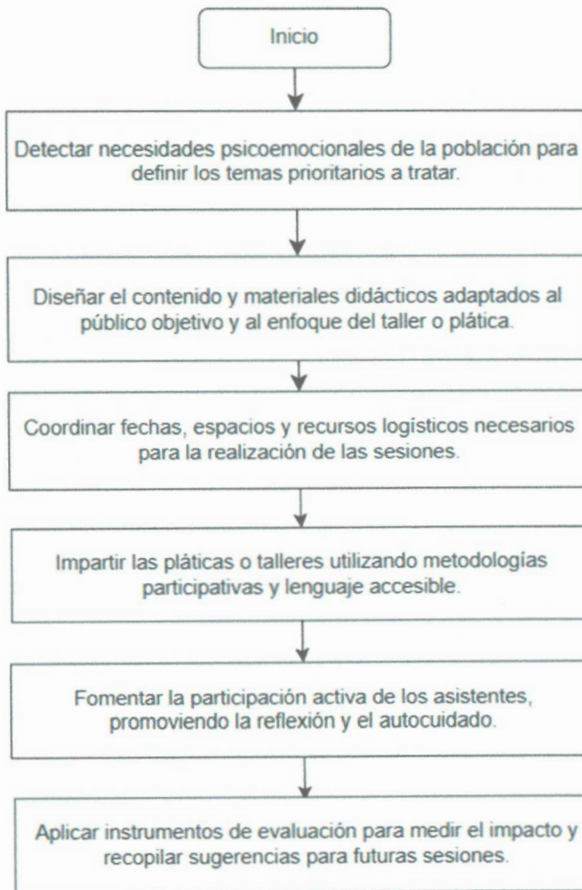 Inicio
Detectar necesidades psicoemocionales de la población para
definir los temas prioritarios a tratar.
Diseñar el contenido y materiales didácticos adaptados al
público objetivo y al enfoque del taller o plática.
Coordinar fechas, espacios y recursos logísticos necesarios
para la realización de las sesiones.
Impartir las pláticas o talleres utilizando metodologías
participativas y lenguaje accesible.
Fomentar la participación activa de los asistentes,
promoviendo la reflexión y el autocuidado.
Aplicar instrumentos de evaluación para medir el impacto y
recopilar sugerencias para futuras sesiones.